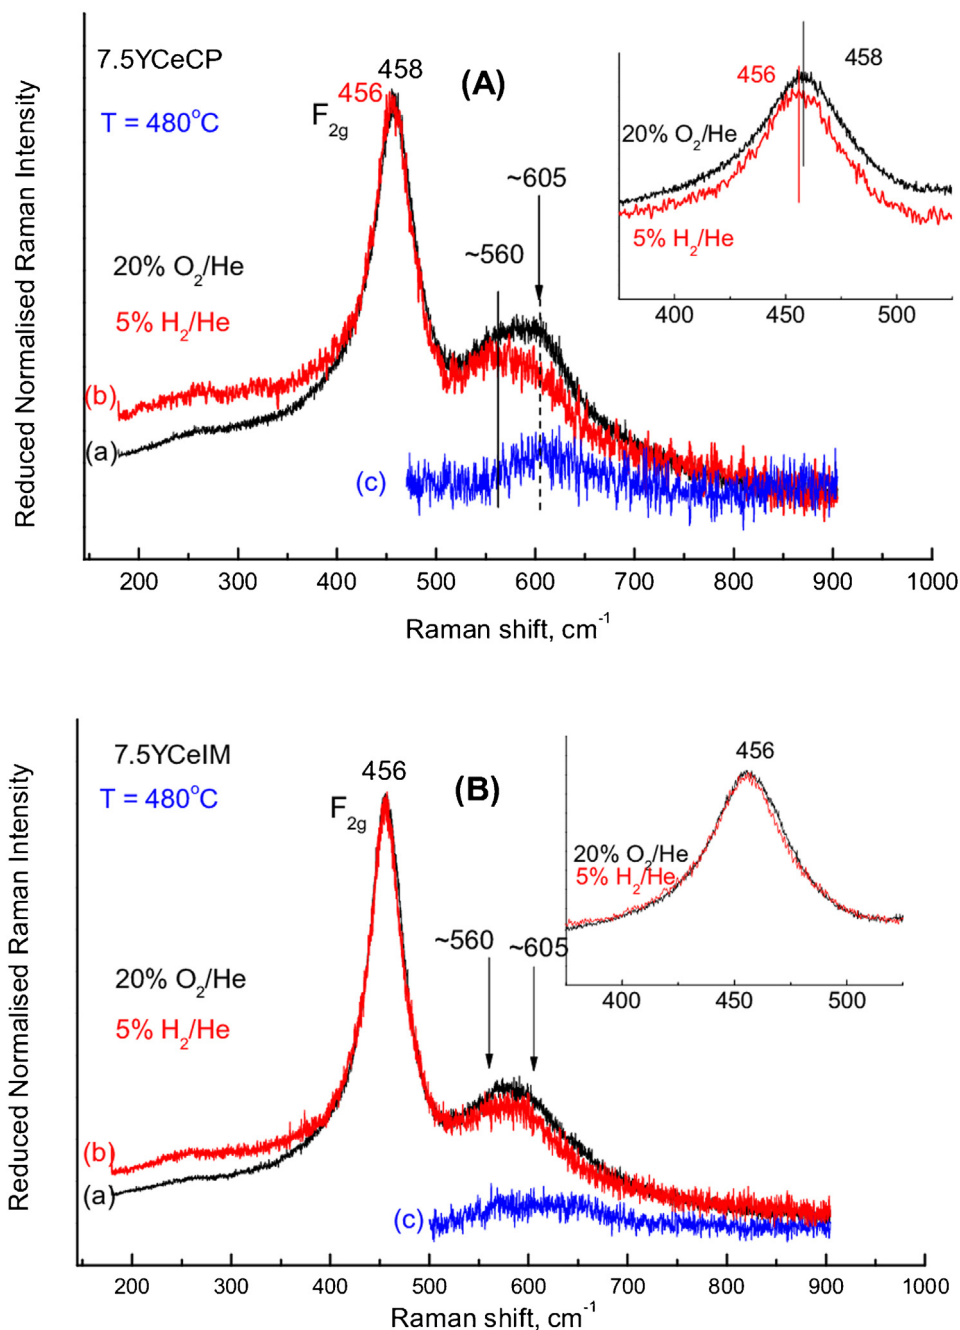 7.5YCeCP
T = 480°C
(A)
458
456
F2g
~605
~560
20% O2/He
5% H2/He
(b)
(a)
(c)
456
458
20% O2/He
5% H2/He
400 450 500
Reduced Normalised Raman Intensity
200 300 400 500 600 700 800 900 1000
Raman shift, cm-1
7.5YCeIM
T = 480°C
(B)
456
F2g
~560 ~605
20% O2/He
5% H2/He
(b)
(a)
(c)
456
20% O2/He
5% H2/He
400 450 500
Reduced Normalised Raman Intensity
200 300 400 500 600 700 800 900 1000
Raman shift, cm-1